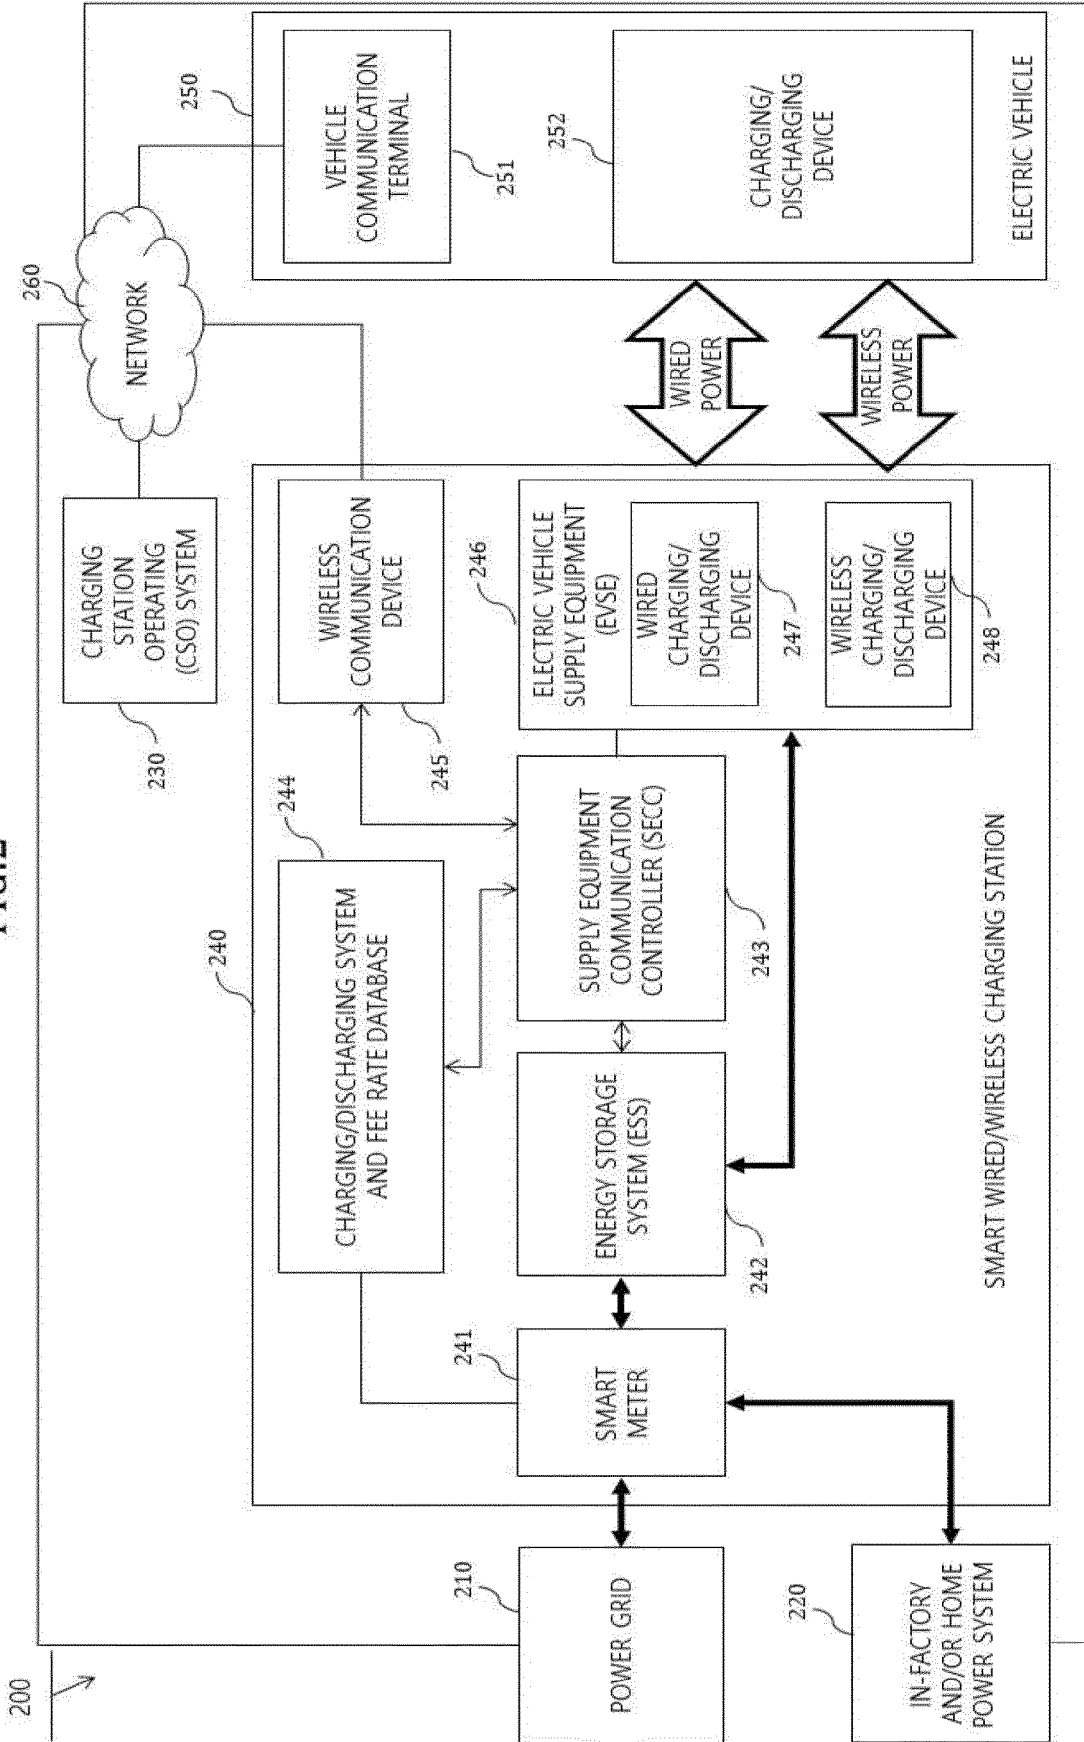 FIG.2
200
POWER GRID
210
IN-FACTORY
AND/OR HOME
POWER SYSTEM
220
CHARGING
STATION
OPERATING
(CSO) SYSTEM
230
NETWORK
260
240
SMART
METER
241
ENERGY STORAGE
SYSTEM (ESS)
242
SUPPLY EQUIPMENT
COMMUNICATION
CONTROLLER (SECC)
243
CHARGING/DISCHARGING SYSTEM
AND FEE RATE DATABASE
244
WIRELESS
COMMUNICATION
DEVICE
245
ELECTRIC VEHICLE
SUPPLY EQUIPMENT
(EVSE)
246
WIRED
CHARGING/
DISCHARGING
DEVICE
247
WIRELESS
CHARGING/
DISCHARGING
DEVICE
248
SMART WIRED/WIRELESS CHARGING STATION
WIRED
POWER
WIRELESS
POWER
250
VEHICLE
COMMUNICATION
TERMINAL
251
252
CHARGING/
DISCHARGING
DEVICE
ELECTRIC VEHICLE